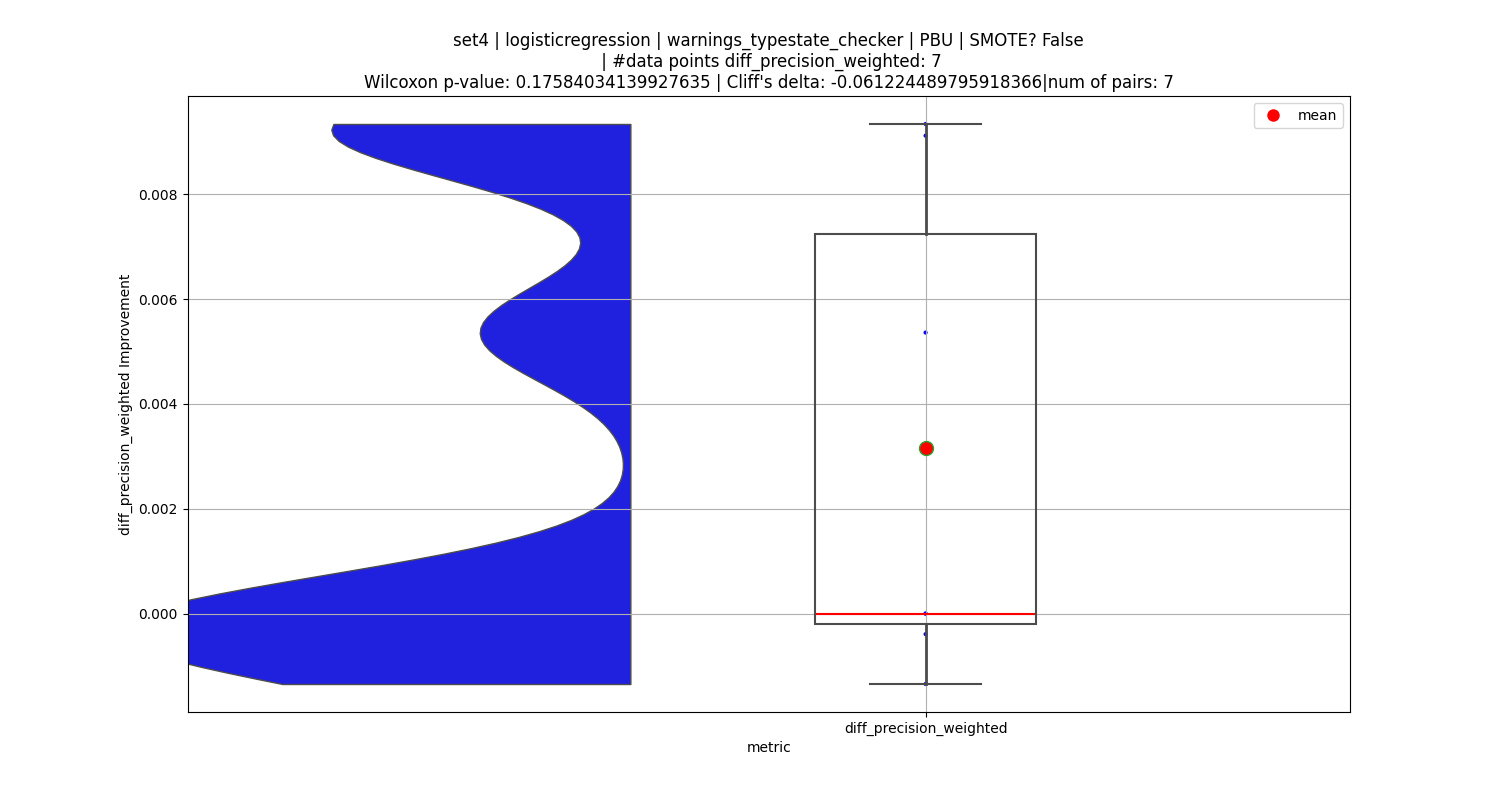 set4 | logisticregression | warnings_typestate_checker | PBU | SMOTE? False
| #data points diff_precision_weighted: 7
Wilcoxon p-value: 0.17584034139927635 | Cliff's delta: -0.061224489795918366|num of pairs: 7
mean
0.008
0.006
0.004
0.002
0.000
diff_precision_weighted Improvement
diff_precision_weighted
metric